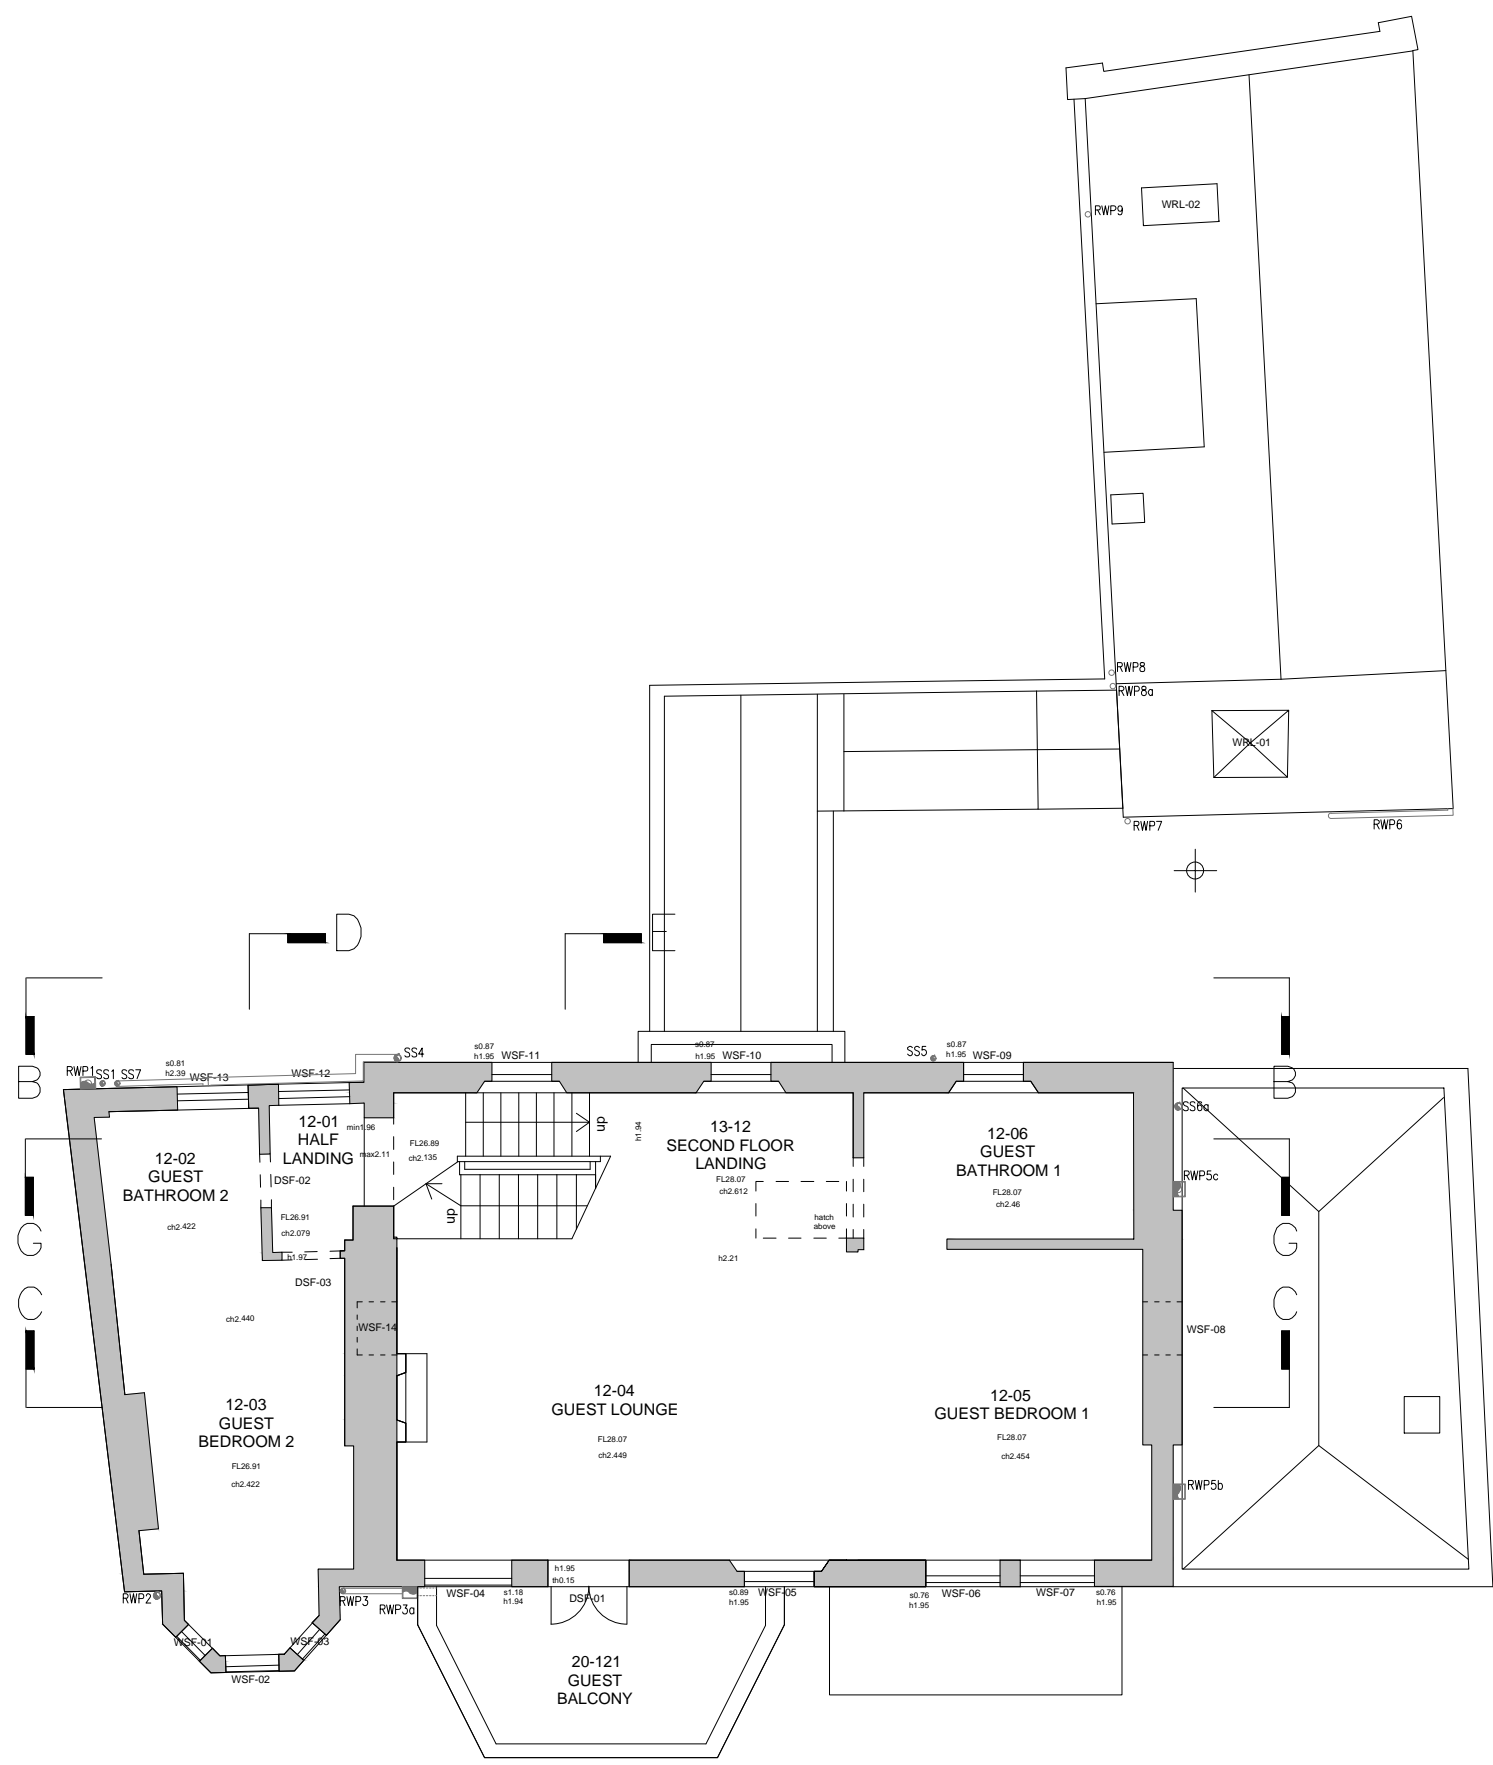 WRL-02
RWP9
RWP8
RWP8a
WRL-01
RWP7
RWP6
D
E
B
B
SS4
s0.87
h1.95
WSF-11
s0.87
h1.95
WSF-10
SS5
s0.87
h1.95
WSF-09
RWP1
SS1
SS7
s0.81
h2.39
WSF-13
WSF-12
SS6a
12-01
HALF
LANDING
min1.96
max2.11
FL26.89
ch2.135
up
h1.94
13-12
SECOND FLOOR
LANDING
FL28.07
ch2.612
hatch
above
h2.21
12-06
GUEST
BATHROOM 1
FL28.07
ch2.46
12-02
GUEST
BATHROOM 2
ch2.422
DSF-02
FL26.91
ch2.079
h1.97
DSF-03
dn
RWP5c
G
G
C
C
ch2.440
WSF-14
WSF-08
12-03
GUEST
BEDROOM 2
FL26.91
ch2.422
12-04
GUEST LOUNGE
FL28.07
ch2.449
12-05
GUEST BEDROOM 1
FL28.07
ch2.454
RWP5b
RWP2
RWP3
RWP3a
WSF-04
s1.18
h1.94
h1.95
th0.15
DSF-01
s0.89
h1.95
WSF-05
s0.76
h1.95
WSF-06
WSF-07
s0.76
h1.95
WSF-01
WSF-03
WSF-02
20-121
GUEST
BALCONY